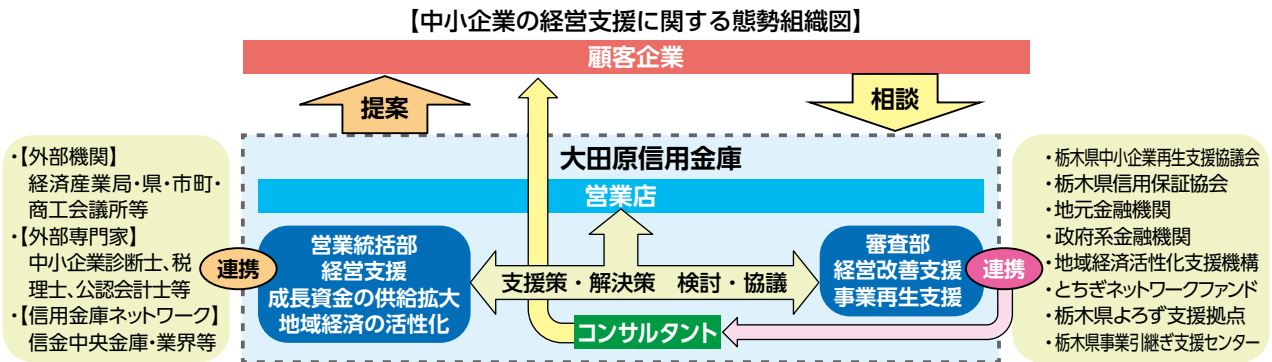 【中小企業の経営支援に関する態勢組織図】
顧客企業
提案
相談
・【外部機関】
経済産業局・県・市町・
商工会議所等
・【外部専門家】
中小企業診断士、税
理士、公認会計士等
・【信用金庫ネットワーク】
信金中央金庫・業界等
連携
大田原信用金庫
営業店
営業統括部
経営支援
成長資金の供給拡大
地域経済の活性化
支援策・解決策 検討・協議
コンサルタント
審査部
経営改善支援
事業再生支援
連携
・栃木県中小企業再生支援協議会
・栃木県信用保証協会
・地元金融機関
・政府系金融機関
・地域経済活性化支援機構
・とちぎネットワークファンド
・栃木県よろず支援拠点
・栃木県事業引継ぎ支援センター